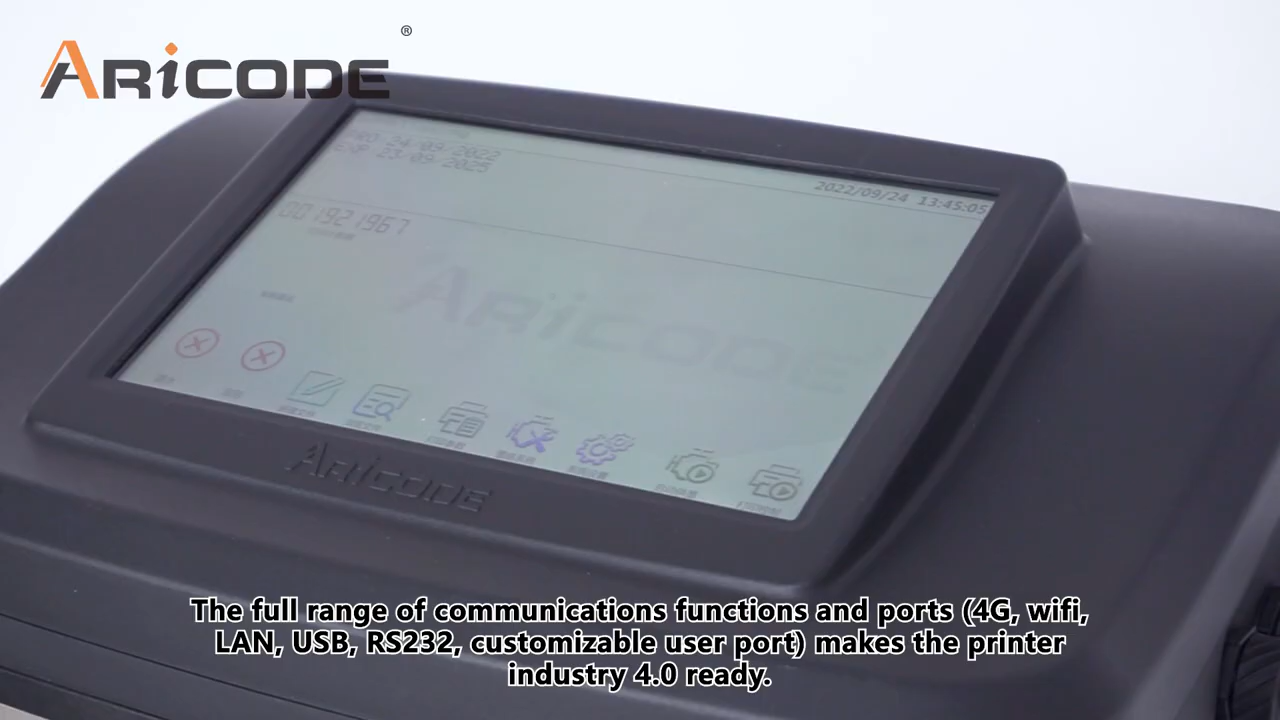 ARiCODE ®
PRO 24/09/2022
EXP 23/09/2025
2022/09/24 13:45:05
001921967
ARiCODE
ARiCODE
The full range of communications functions and ports (4G, wifi,
LAN, USB, RS232, customizable user port) makes the printer
industry 4.0 ready.